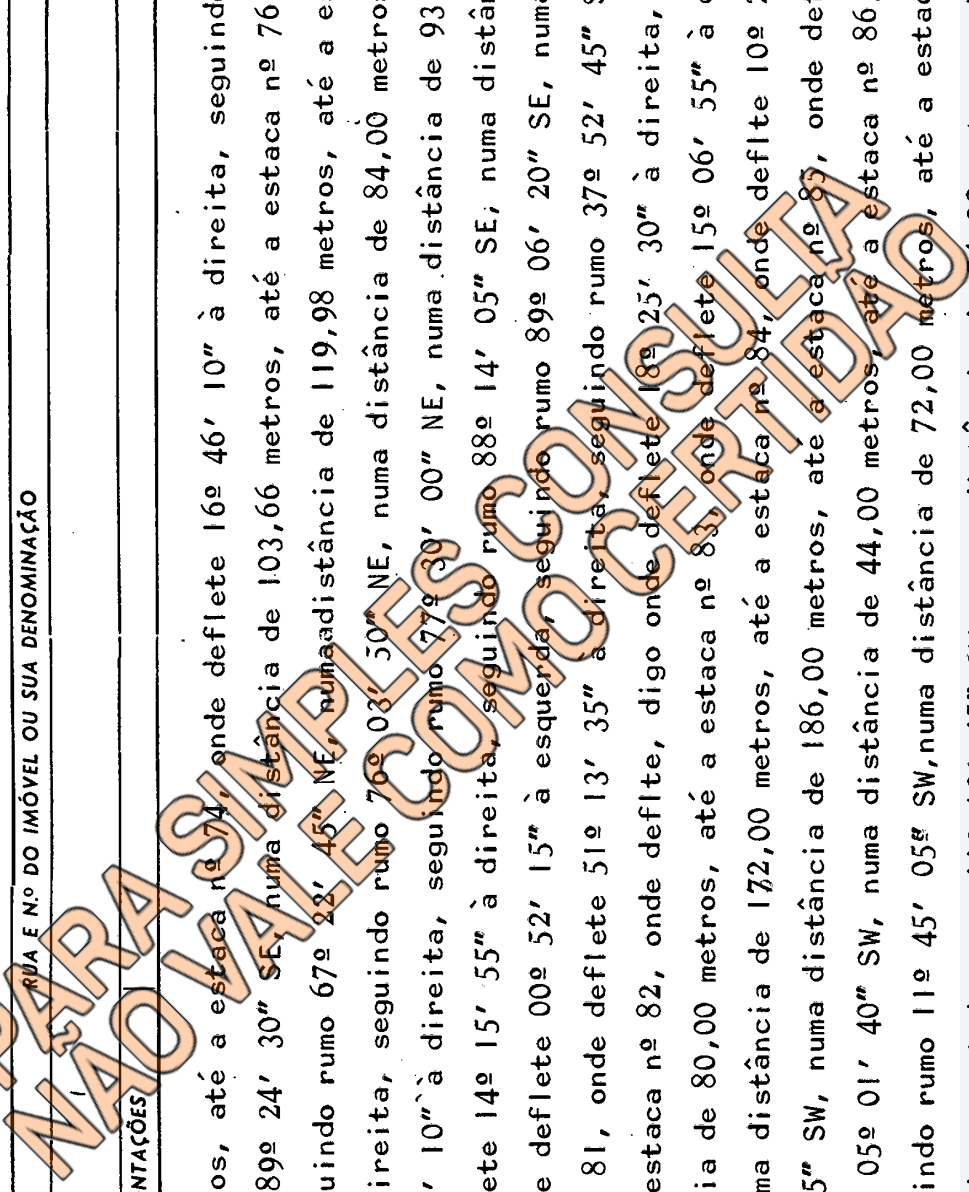 RUA E N.º DO IMÓVEL OU SUA DENOMINAÇÃO
NTAÇÕES
os, até a estaca nº 74, onde deflete 16º 46' 10" à direita, seguind
89º 24' 30" SE, numa distância de 103,66 metros, até a estaca nº 76
uindo rumo 67º 22' 45" NE, numaadistância de 119,98 metros, até a e
ireita, seguindo rumo 76º 03' 50" NE, numa distância de 84,00 metro
' 10" à direita, seguindo rumo 77º 30' 00" NE, numa distância de 93
ete 14º 15' 55" à direita, seguindo rumo 88º 14' 05" SE, numa distân
e deflete 00º 52' 15" à esquerda, seguindo rumo 89º 06' 20" SE, numa
81, onde deflete 51º 13' 35" à direita, seguindo rumo 37º 52' 45" s
estaca nº 82, onde deflte, digo onde deflete 18º 25' 30" à direita,
ia de 80,00 metros, até a estaca nº 83, onde deflete 15º 06' 55" à
ma distância de 172,00 metros, até a estaca nº 84, onde deflte 10º 2
5" SW, numa distância de 186,00 metros, até a estaca nº 85, onde def
05º 01' 40" SW, numa distância de 44,00 metros, até a estaca nº 86,
indo rumo 11º 45' 05" SW,numa distância de 72,00 metros, até a estac
PARA SIMPLES CONSULTA
NÃO VALE COMO CERTIDÃO